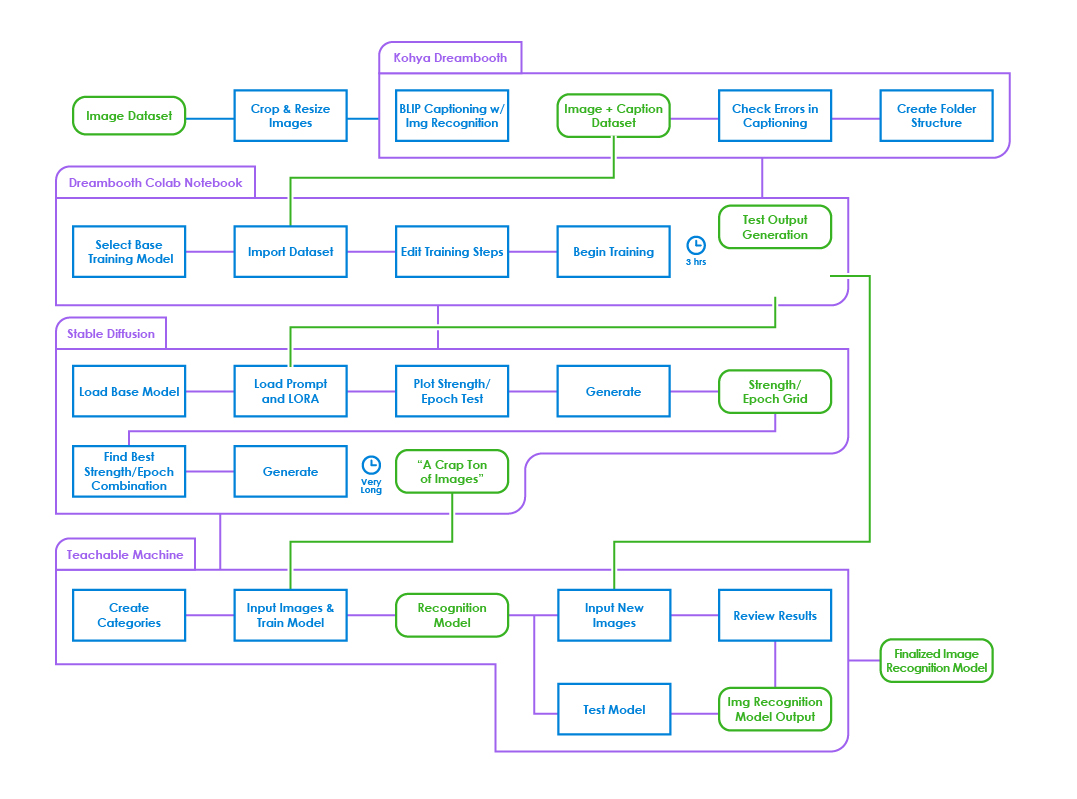 Kohya Dreambooth
Image Dataset
Crop & Resize
Images
BLIP Captioning w/
Img Recognition
Image + Caption
Dataset
Check Errors in
Captioning
Create Folder
Structure
Dreambooth Colab Notebook
Select Base
Training Model
Import Dataset
Edit Training Steps
Begin Training
3 hrs
Test Output
Generation
Stable Diffusion
Load Base Model
Load Prompt
and LORA
Plot Strength/
Epoch Test
Generate
Strength/
Epoch Grid
Find Best
Strength/Epoch
Combination
Generate
Very
Long
“A Crap Ton
of Images”
Teachable Machine
Create
Categories
Input Images &
Train Model
Recognition
Model
Input New
Images
Review Results
Test Model
Img Recognition
Model Output
Finalized Image
Recognition Model